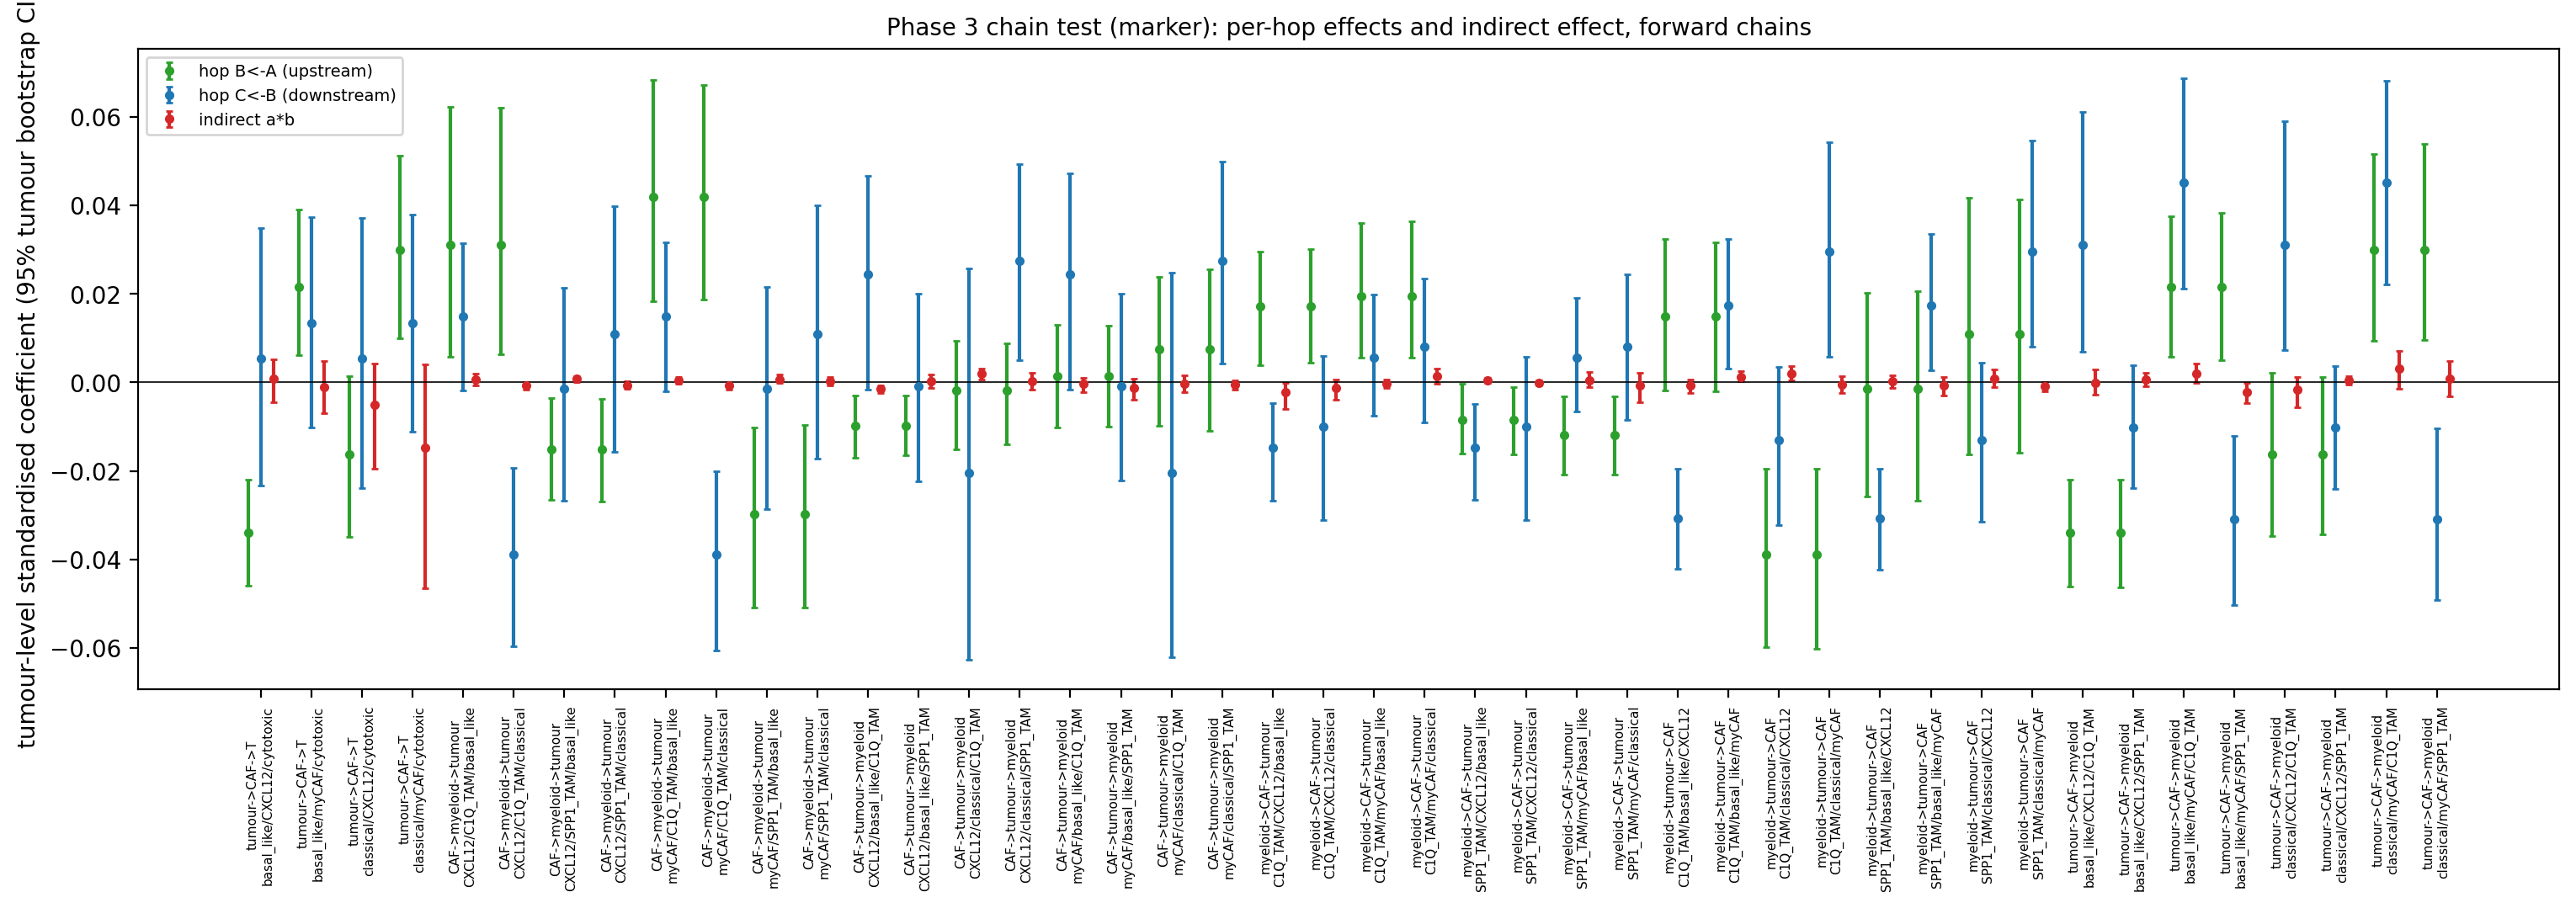 Phase 3 chain test (marker): per-hop effects and indirect effect, forward chains
tumour-level standardised coefficient (95% tumour bootstrap CI
hop B<-A (upstream)
hop C<-B (downstream)
indirect a*b
0.06
0.04
0.02
0.00
−0.02
−0.04
−0.06
tumour->CAF->T
basal_like/CXCL12/cytotoxic
tumour->CAF->T
basal_like/myCAF/cytotoxic
tumour->CAF->T
classical/CXCL12/cytotoxic
tumour->CAF->T
classical/myCAF/cytotoxic
CAF->myeloid->tumour
CXCL12/C1Q_TAM/basal_like
CAF->myeloid->tumour
CXCL12/C1Q_TAM/classical
CAF->myeloid->tumour
CXCL12/SPP1_TAM/basal_like
CAF->myeloid->tumour
CXCL12/SPP1_TAM/classical
CAF->myeloid->tumour
myCAF/C1Q_TAM/basal_like
CAF->myeloid->tumour
myCAF/C1Q_TAM/classical
CAF->myeloid->tumour
myCAF/SPP1_TAM/basal_like
CAF->myeloid->tumour
myCAF/SPP1_TAM/classical
CAF->tumour->myeloid
CXCL12/basal_like/C1Q_TAM
CAF->tumour->myeloid
CXCL12/basal_like/SPP1_TAM
CAF->tumour->myeloid
CXCL12/classical/C1Q_TAM
CAF->tumour->myeloid
CXCL12/classical/SPP1_TAM
CAF->tumour->myeloid
myCAF/basal_like/C1Q_TAM
CAF->tumour->myeloid
myCAF/basal_like/SPP1_TAM
CAF->tumour->myeloid
myCAF/classical/C1Q_TAM
CAF->tumour->myeloid
myCAF/classical/SPP1_TAM
myeloid->CAF->tumour
C1Q_TAM/CXCL12/basal_like
myeloid->CAF->tumour
C1Q_TAM/CXCL12/classical
myeloid->CAF->tumour
C1Q_TAM/myCAF/basal_like
myeloid->CAF->tumour
C1Q_TAM/myCAF/classical
myeloid->CAF->tumour
SPP1_TAM/CXCL12/basal_like
myeloid->CAF->tumour
SPP1_TAM/CXCL12/classical
myeloid->CAF->tumour
SPP1_TAM/myCAF/basal_like
myeloid->CAF->tumour
SPP1_TAM/myCAF/classical
myeloid->tumour->CAF
C1Q_TAM/basal_like/CXCL12
myeloid->tumour->CAF
C1Q_TAM/basal_like/myCAF
myeloid->tumour->CAF
C1Q_TAM/classical/CXCL12
myeloid->tumour->CAF
C1Q_TAM/classical/myCAF
myeloid->tumour->CAF
SPP1_TAM/basal_like/CXCL12
myeloid->tumour->CAF
SPP1_TAM/basal_like/myCAF
myeloid->tumour->CAF
SPP1_TAM/classical/CXCL12
myeloid->tumour->CAF
SPP1_TAM/classical/myCAF
tumour->CAF->myeloid
basal_like/CXCL12/C1Q_TAM
tumour->CAF->myeloid
basal_like/CXCL12/SPP1_TAM
tumour->CAF->myeloid
basal_like/myCAF/C1Q_TAM
tumour->CAF->myeloid
basal_like/myCAF/SPP1_TAM
tumour->CAF->myeloid
classical/CXCL12/C1Q_TAM
tumour->CAF->myeloid
classical/CXCL12/SPP1_TAM
tumour->CAF->myeloid
classical/myCAF/C1Q_TAM
tumour->CAF->myeloid
classical/myCAF/SPP1_TAM